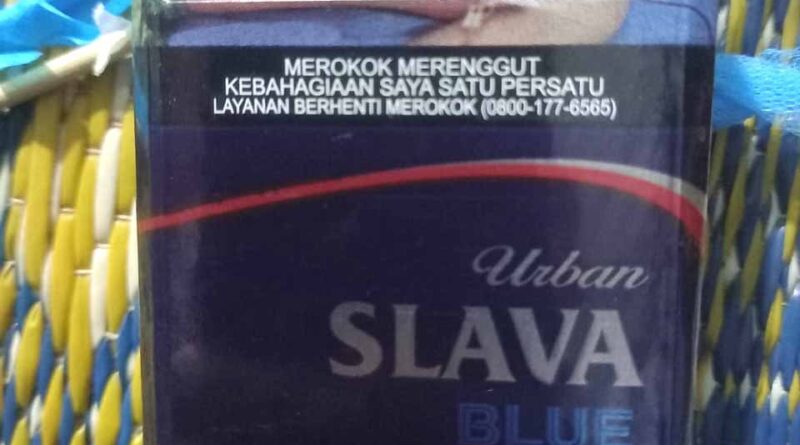 MEROKOK MERENGGUT
KEBAHAGIAAN SAYA SATU PERSATU
LAYANAN BERHENTI MEROKOK (0800-177-6565)
Urban
SLAVA
BLUE